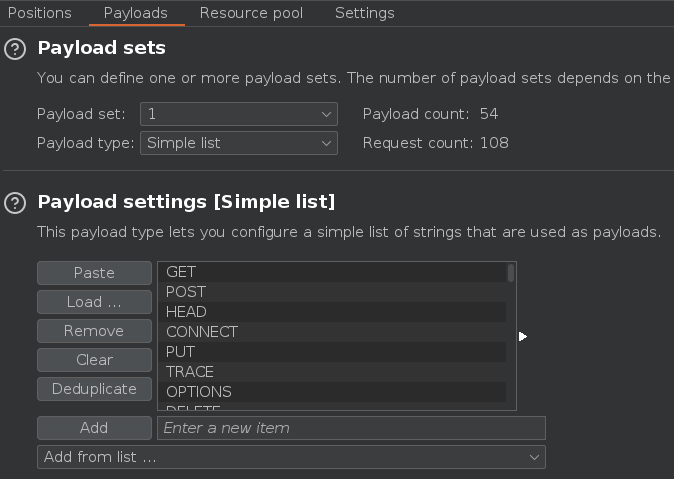 Positions Payloads Resource pool Settings
? Payload sets
You can define one or more payload sets. The number of payload sets depends on the
Payload set: 1 Payload count: 54
Payload type: Simple list Request count: 108
? Payload settings [Simple list]
This payload type lets you configure a simple list of strings that are used as payloads.
Paste
Load ...
Remove
Clear
Deduplicate
GET
POST
HEAD
CONNECT
PUT
TRACE
OPTIONS
DELETE
Add Enter a new item
Add from list ...